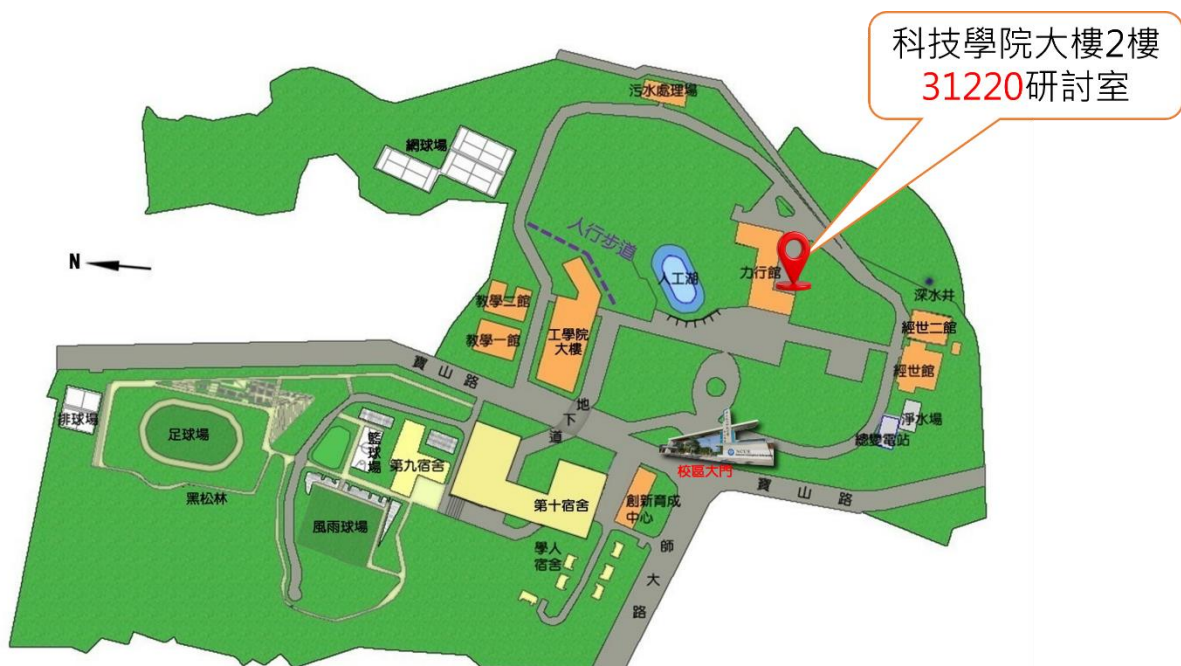 科技學院大樓2樓
31220研討室
污水處理場
網球場
人行步道
N
人工湖
力行館
深水井
教學二館
經世二館
教學一館
工學院
大樓
經世館
寶山路
排球場
足球場
地下道
淨水場
總變電站
籃球場
第九宿舍
校區大門
寶山路
黑松林
第十宿舍
創新育成
中心
風雨球場
學人
宿舍
師大路